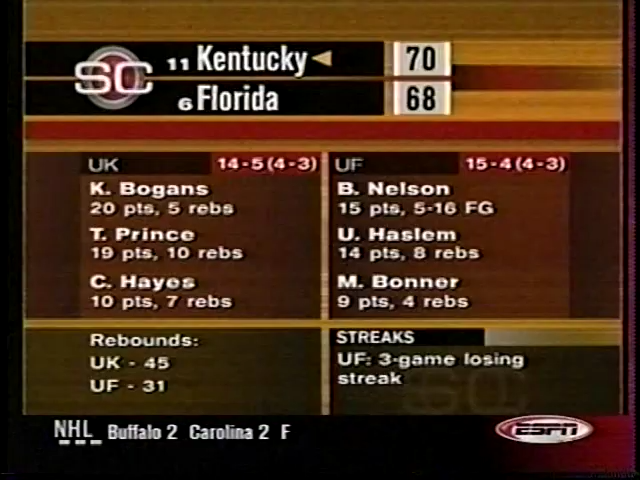 SC
11 Kentucky 70
6 Florida 68
UK 14-5 (4-3)
K. Bogans
20 pts, 5 rebs
T. Prince
19 pts, 10 rebs
C. Hayes
10 pts, 7 rebs
UF 15-4 (4-3)
B. Nelson
15 pts, 5-16 FG
U. Haslem
14 pts, 8 rebs
M. Bonner
9 pts, 4 rebs
Rebounds:
UK - 45
UF - 31
STREAKS
UF: 3-game losing
streak
SC
NHL Buffalo 2 Carolina 2 F
ESPN